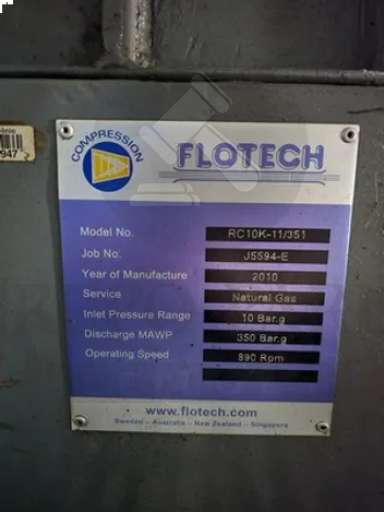 947
COMPRESSION
FLOTECH
Model No. RC10K-11/351
Job No. J5594-E
Year of Manufacture 2010
Service Natural Gas
Inlet Pressure Range 10 Bar.g
Discharge MAWP 350 Bar.g
Operating Speed 890 Rpm
www.flotech.com
Sweden - Australia - New Zealand - Singapore